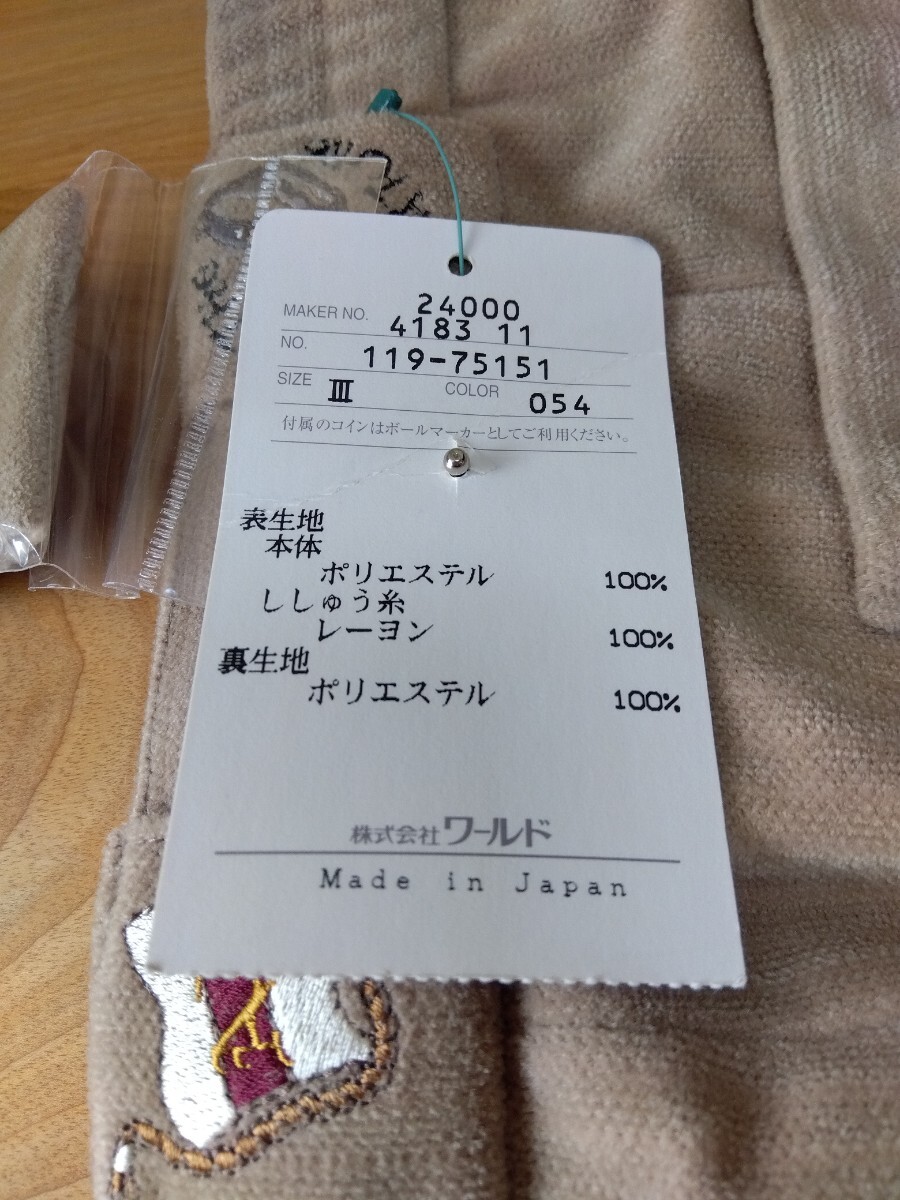 MAKER NO. 24000
4183 11
NO. 119-75151
SIZE III COLOR 054
付属のコインはボールマーカーとしてご利用ください。
表生地
本体
ポリエステル 100%
ししゅう糸
レーヨン 100%
裏生地
ポリエステル 100%
株式会社ワールド
Made in Japan